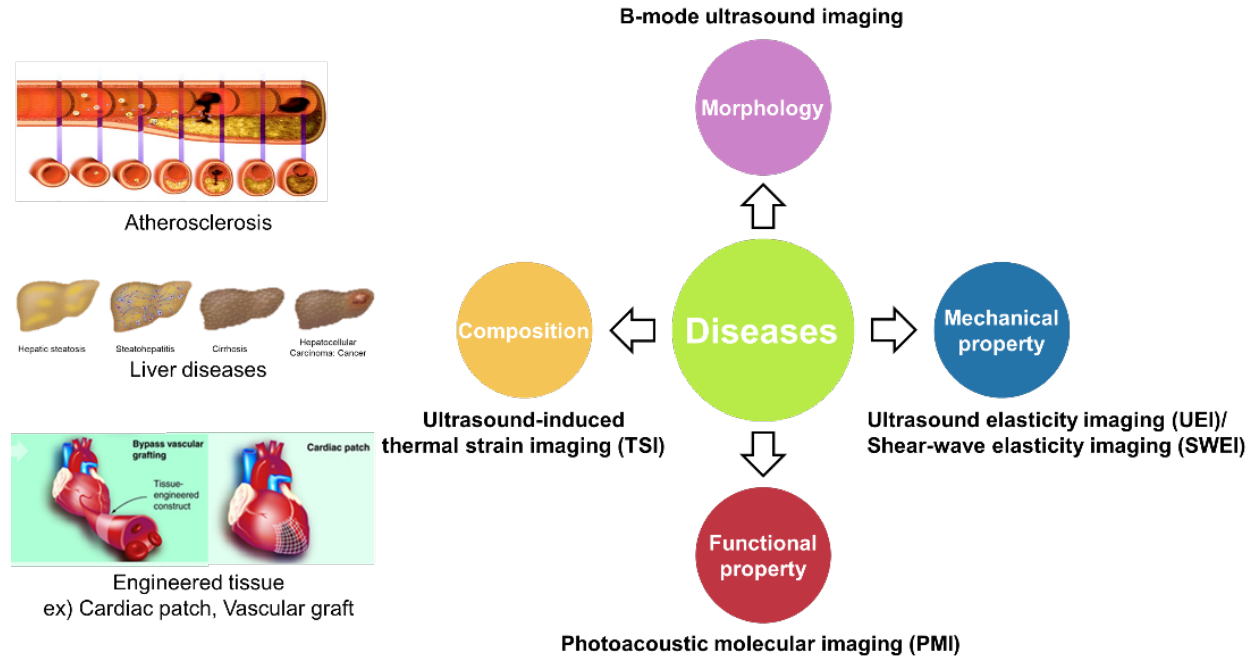 Atherosclerosis
Hepatic steatosis
Steatohepatitis
Cirrhosis
Hepatocellular
Carcinoma: Cancer
Liver diseases
Bypass vascular
grafting
Tissue-
engineered
construct
Cardiac patch
Engineered tissue
ex) Cardiac patch, Vascular graft
B-mode ultrasound imaging
Morphology
Composition
Ultrasound-induced
thermal strain imaging (TSI)
Diseases
Mechanical
property
Ultrasound elasticity imaging (UEI)/
Shear-wave elasticity imaging (SWEI)
Functional
property
Photoacoustic molecular imaging (PMI)